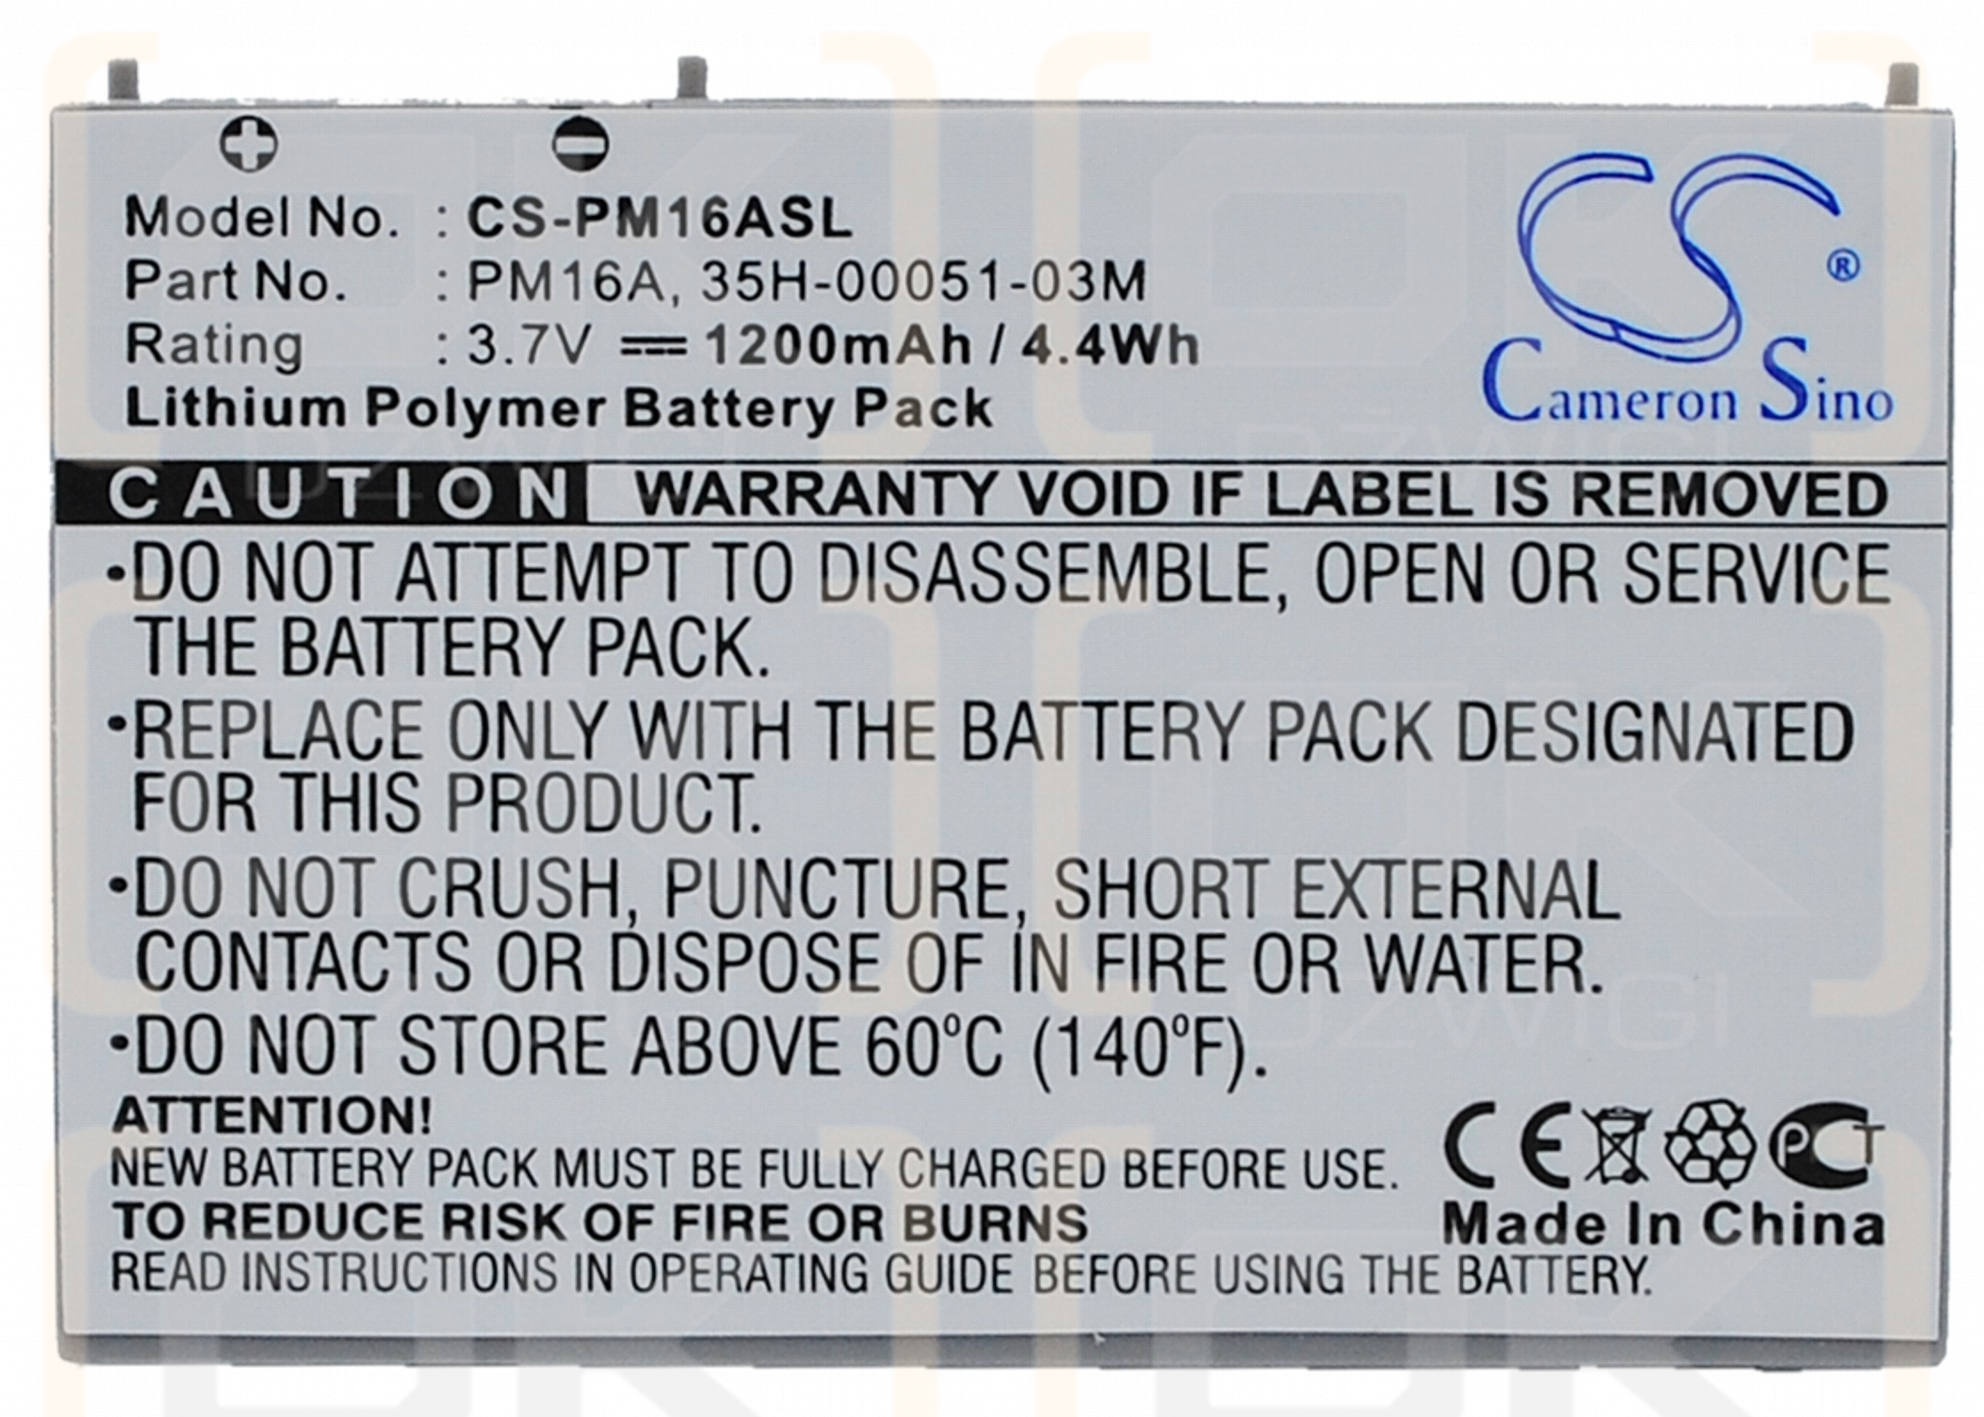 Model No. : CS-PM16ASL
Part No. : PM16A, 35H-00051-03M
Rating : 3.7V ⎓ 1200mAh / 4.4Wh
Lithium Polymer Battery Pack
CS ®
Cameron Sino
CAUTION WARRANTY VOID IF LABEL IS REMOVED
•DO NOT ATTEMPT TO DISASSEMBLE, OPEN OR SERVICE
THE BATTERY PACK.
•REPLACE ONLY WITH THE BATTERY PACK DESIGNATED
FOR THIS PRODUCT.
•DO NOT CRUSH, PUNCTURE, SHORT EXTERNAL
CONTACTS OR DISPOSE OF IN FIRE OR WATER.
•DO NOT STORE ABOVE 60°C (140°F).
ATTENTION!
NEW BATTERY PACK MUST BE FULLY CHARGED BEFORE USE.
TO REDUCE RISK OF FIRE OR BURNS
READ INSTRUCTIONS IN OPERATING GUIDE BEFORE USING THE BATTERY.
CE PCT
Made In China
OK
DŹWIGI